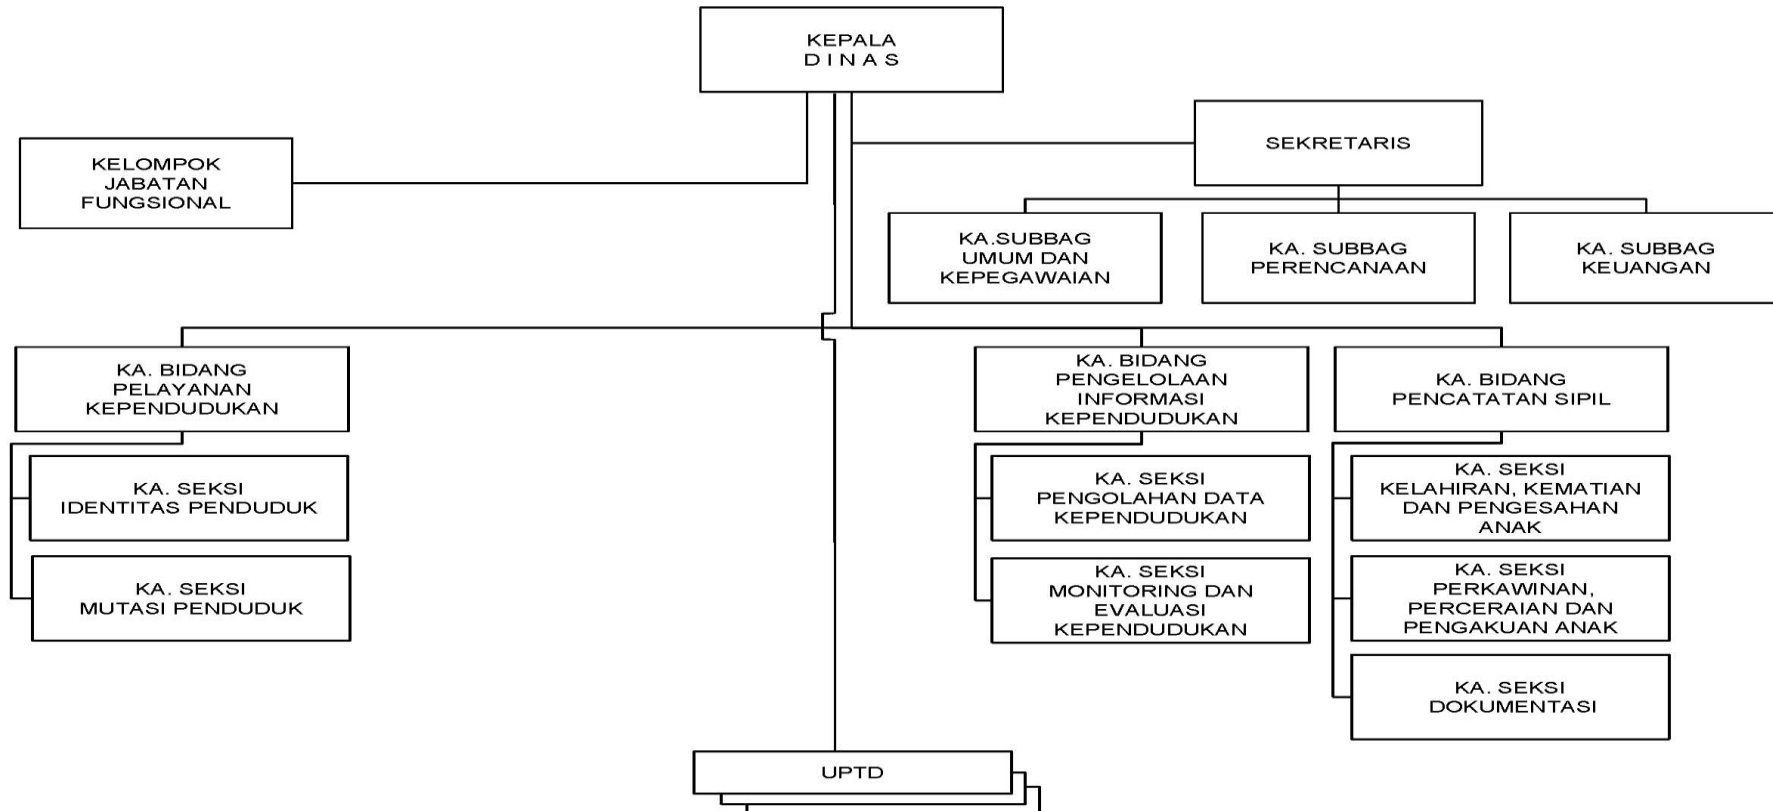 KEPALA
D I N A S
SEKRETARIS
KELOMPOK
JABATAN
FUNGSIONAL
KA.SUBBAG
UMUM DAN
KEPEGAWAIAN
KA. SUBBAG
PERENCANAAN
KA. SUBBAG
KEUANGAN
KA. BIDANG
PELAYANAN
KEPENDUDUKAN
KA. BIDANG
PENGELOLAAN
INFORMASI
KEPENDUDUKAN
KA. BIDANG
PENCATATAN SIPIL
KA. SEKSI
IDENTITAS PENDUDUK
KA. SEKSI
MUTASI PENDUDUK
KA. SEKSI
PENGOLAHAN DATA
KEPENDUDUKAN
KA. SEKSI
MONITORING DAN
EVALUASI
KEPENDUDUKAN
KA. SEKSI
KELAHIRAN, KEMATIAN
DAN PENGESAHAN
ANAK
KA. SEKSI
PERKAWINAN,
PERCERAIAN DAN
PENGAKUAN ANAK
KA. SEKSI
DOKUMENTASI
UPTD